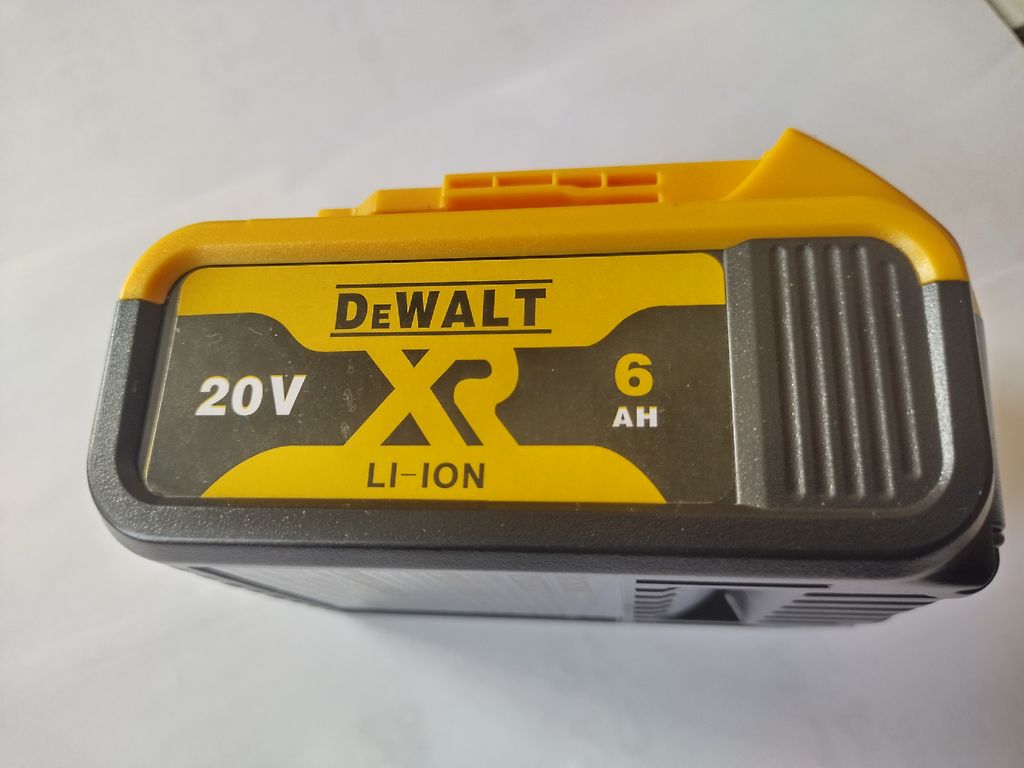 DEWALT
XR
20V
6
AH
LI-ION